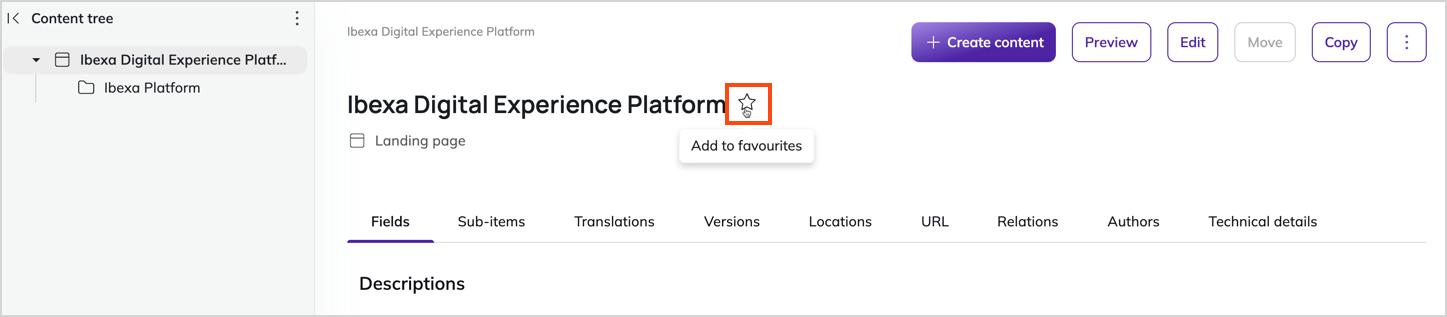 Content tree
Ibexa Digital Experience Platf...
Ibexa Platform
Ibexa Digital Experience Platform
+ Create content
Preview
Edit
Move
Copy
Ibexa Digital Experience Platform
Landing page
Add to favourites
Fields
Sub-items
Translations
Versions
Locations
URL
Relations
Authors
Technical details
Descriptions